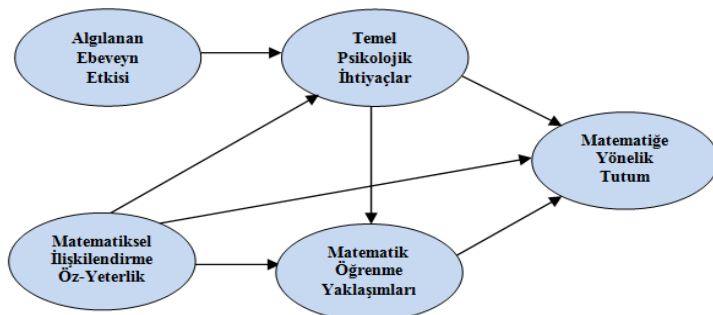 Algılanan
Ebeveyn
Etkisi
Temel
Psikolojik
İhtiyaçlar
Matematiğe
Yönelik
Tutum
Matematiksel
İlişkilendirme
Öz-Yeterlik
Matematik
Öğrenme
Yaklaşımları